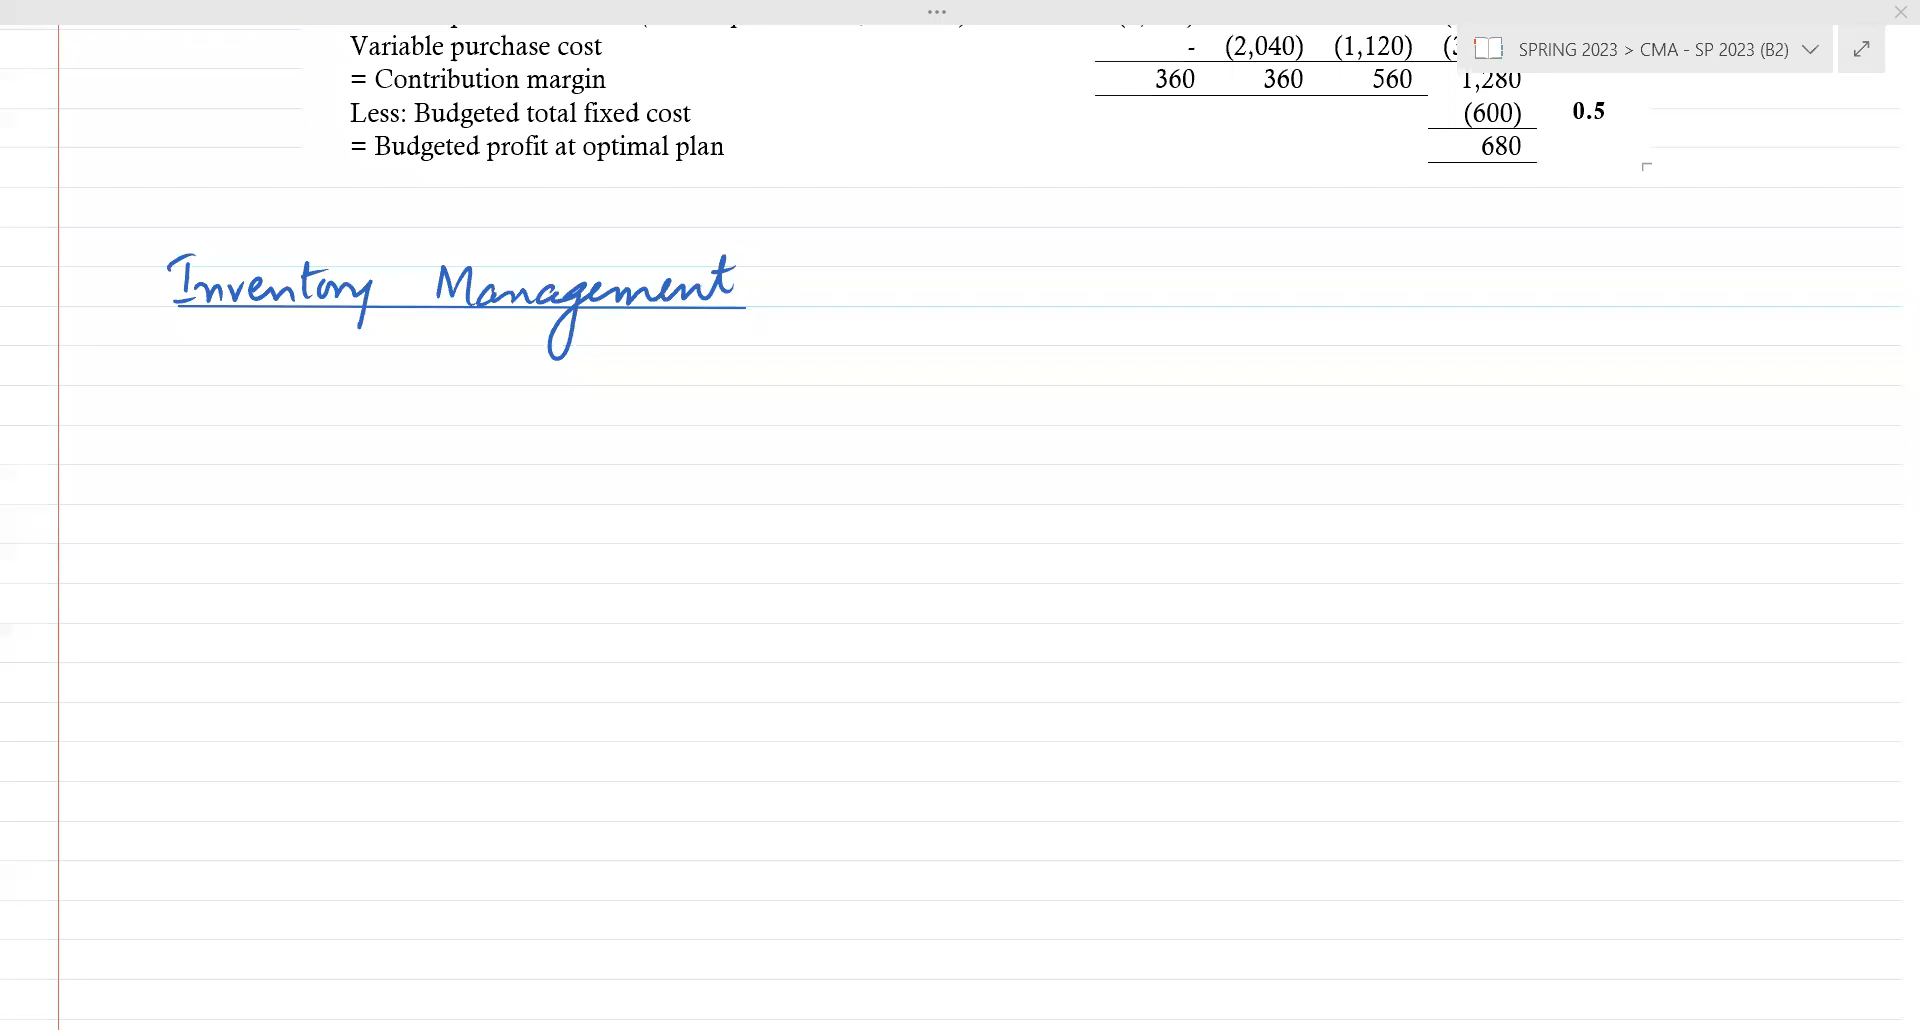 Variable purchase cost - (2,040) (1,120)
SPRING 2023 > CMA - SP 2023 (B2)
= Contribution margin 360 360 560 1,280
Less: Budgeted total fixed cost (600) 0.5
= Budgeted profit at optimal plan 680
Inventory Management